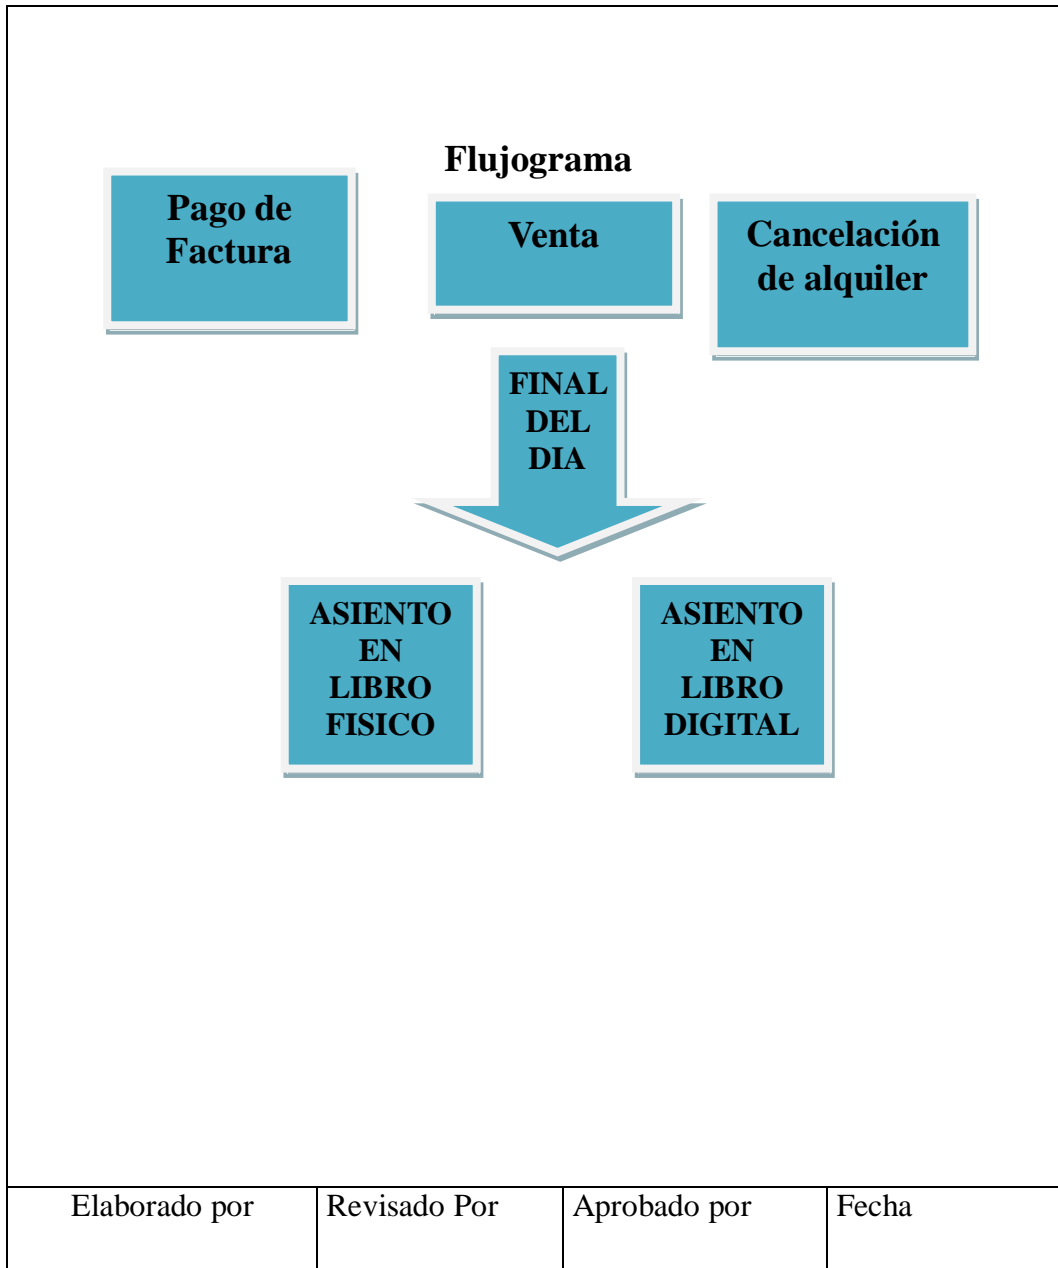 Flujograma
Pago de
Factura
Venta
Cancelación
de alquiler
FINAL
DEL
DIA
ASIENTO
EN
LIBRO
FISICO
ASIENTO
EN
LIBRO
DIGITAL
Elaborado por
Revisado Por
Aprobado por
Fecha